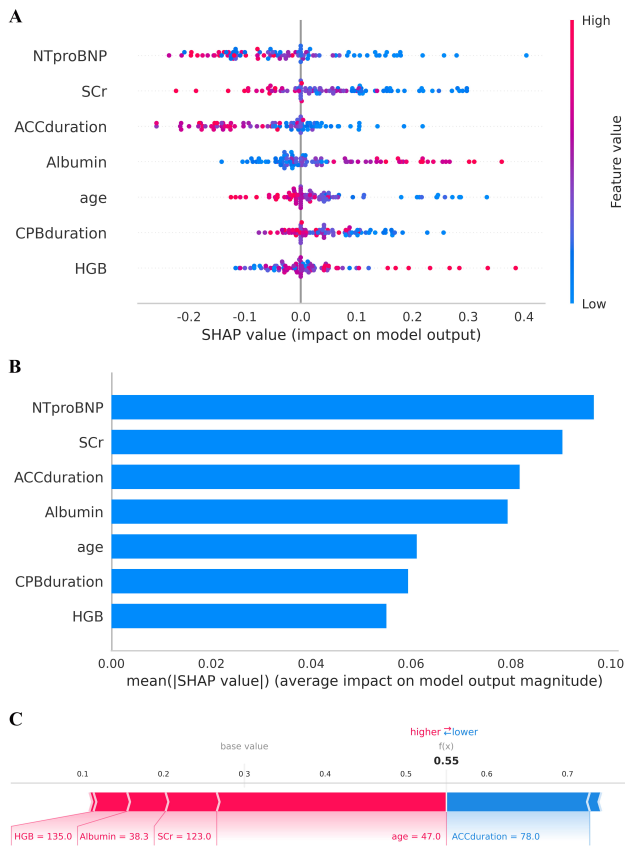 A
High
NTproBNP
SCr
ACCduration
Albumin
age
CPBduration
HGB
Feature value
Low
-0.2 -0.1 0.0 0.1 0.2 0.3 0.4
SHAP value (impact on model output)
B
NTproBNP
SCr
ACCduration
Albumin
age
CPBduration
HGB
0.00 0.02 0.04 0.06 0.08 0.10
mean(|SHAP value|) (average impact on model output magnitude)
C
higher ⇄ lower
base value f(x)
0.55
0.1 0.2 0.3 0.4 0.5 0.6 0.7
HGB = 135.0 Albumin = 38.3 SCr = 123.0 age = 47.0 ACCduration = 78.0